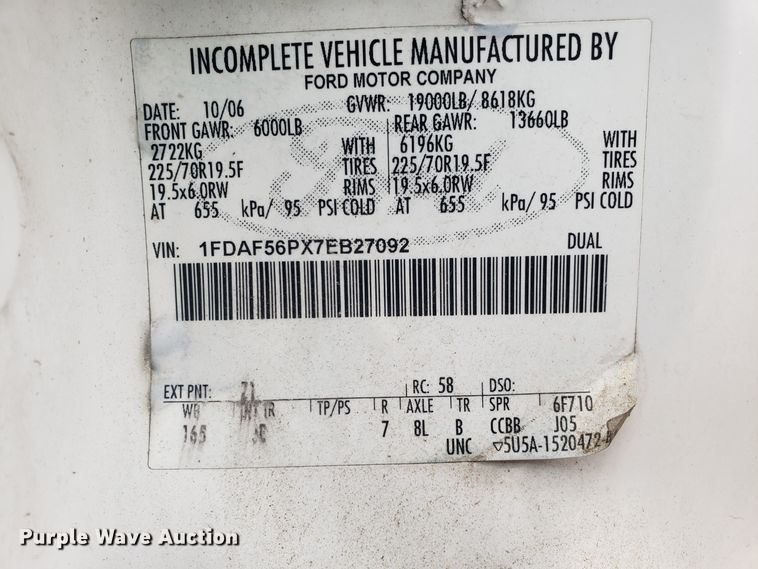 INCOMPLETE VEHICLE MANUFACTURED BY
FORD MOTOR COMPANY
DATE: 10/06 GVWR: 19000LB/ 8618KG
FRONT GAWR: 6000LB REAR GAWR: 13660LB
2722KG WITH 6196KG WITH
225/70R19.5F TIRES 225/70R19.5F TIRES
19.5x6.0RW RIMS 19.5x6.0RW RIMS
AT 655 kPa/ 95 PSI COLD AT 655 kPa/ 95 PSI COLD
VIN: 1FDAF56PX7EB27092 DUAL
EXT PNT: Z1 RC: 58 DSO:
WB TR TP/PS R AXLE TR SPR 6F710
165 7 8L B CCBB J05
UNC ▽5U5A-1520472-
Purple Wave Auction